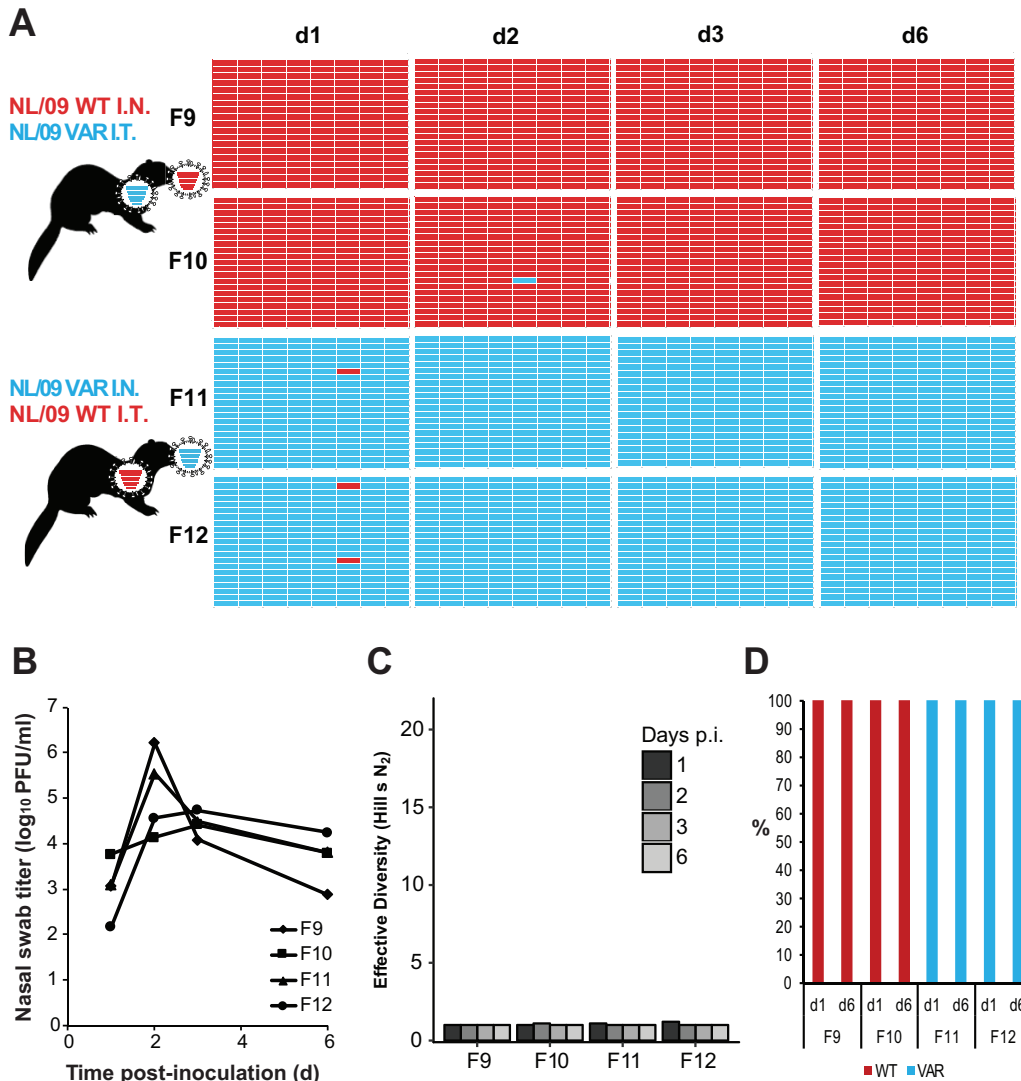 A
d1 d2 d3 d6
NL/09 WT I.N.
NL/09 VAR I.T.
F9
F10
NL/09 VAR I.N.
NL/09 WT I.T.
F11
F12
B
Nasal swab titer (log10 PFU/ml)
7
6
5
4
3
2
1
0
0 2 4 6
Time post-inoculation (d)
F9
F10
F11
F12
C
Effective Diversity (Hill s N2)
20
15
10
5
0
Days p.i.
1
2
3
6
F9 F10 F11 F12
D
%
100
90
80
70
60
50
40
30
20
10
0
d1 d6 d1 d6 d1 d6 d1 d6
F9 F10 F11 F12
WT VAR